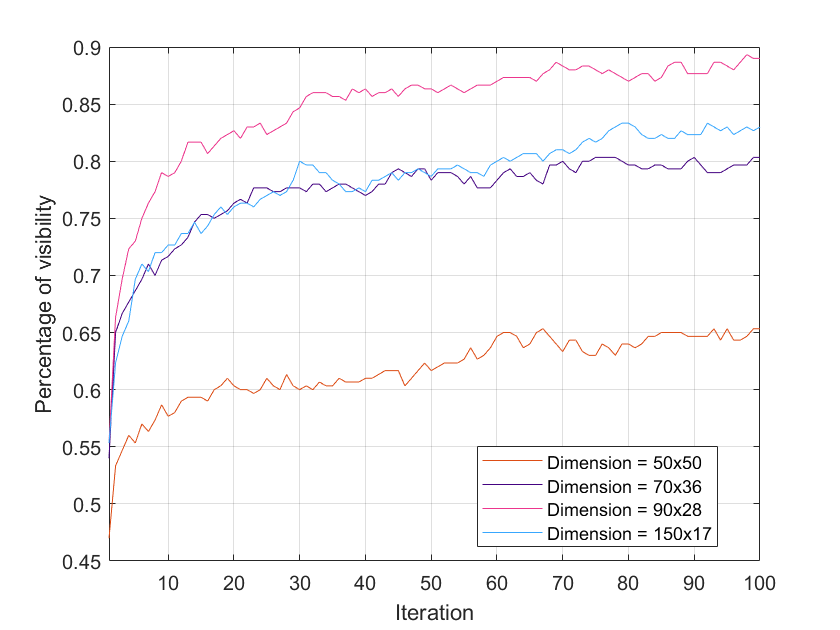 0.9
0.85
0.8
0.75
0.7
0.65
0.6
0.55
0.5
0.45
Percentage of visibility
Dimension = 50x50
Dimension = 70x36
Dimension = 90x28
Dimension = 150x17
10 20 30 40 50 60 70 80 90 100
Iteration